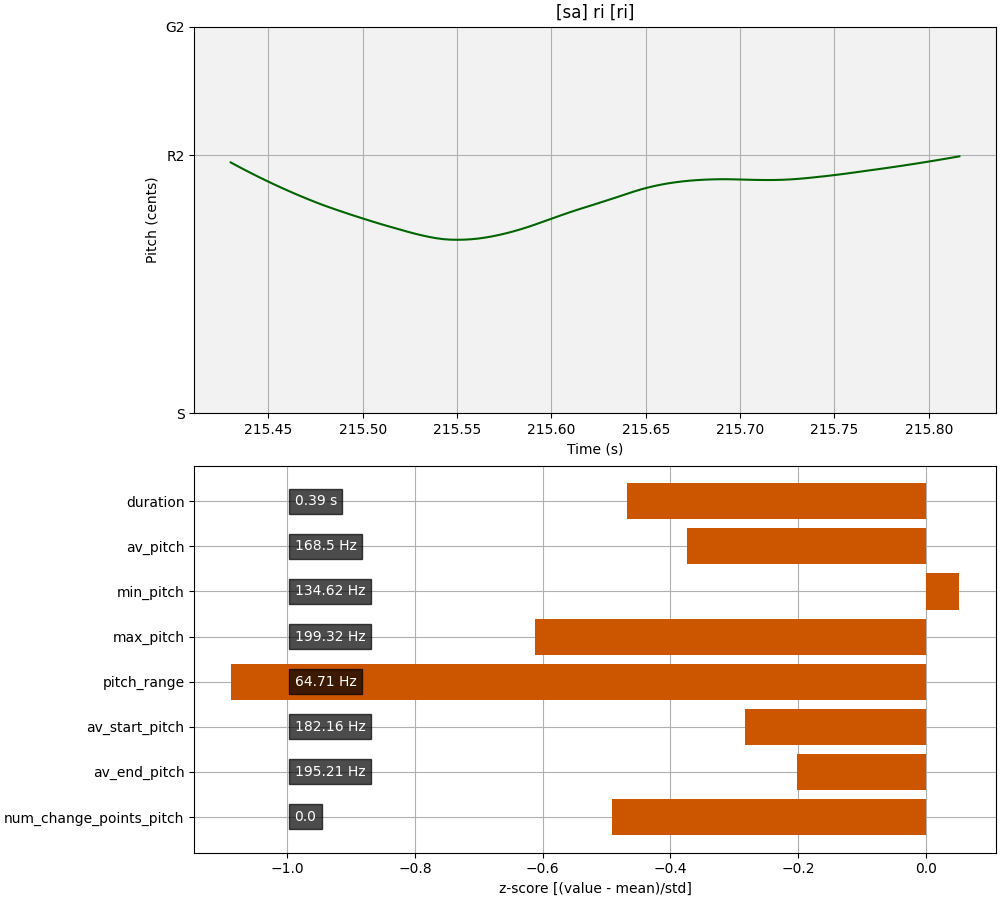 [sa] ri [ri]
G2
R2
S
Pitch (cents)
215.45 215.50 215.55 215.60 215.65 215.70 215.75 215.80
Time (s)
duration 0.39 s
av_pitch 168.5 Hz
min_pitch 134.62 Hz
max_pitch 199.32 Hz
pitch_range 64.71 Hz
av_start_pitch 182.16 Hz
av_end_pitch 195.21 Hz
num_change_points_pitch 0.0
−1.0 −0.8 −0.6 −0.4 −0.2 0.0
z-score [(value - mean)/std]